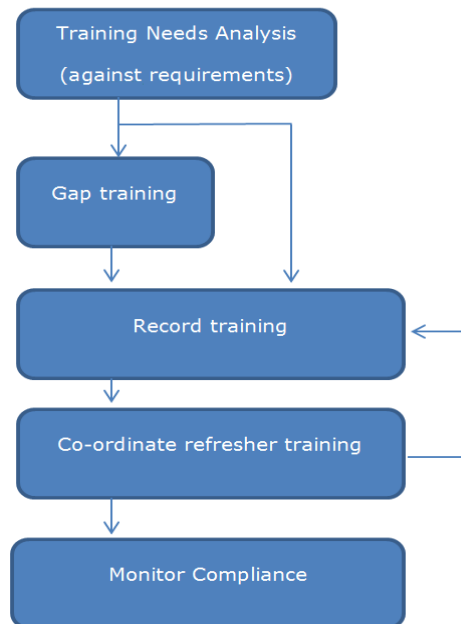 Training Needs Analysis
(against requirements)
Gap training
Record training
Co-ordinate refresher training
Monitor Compliance